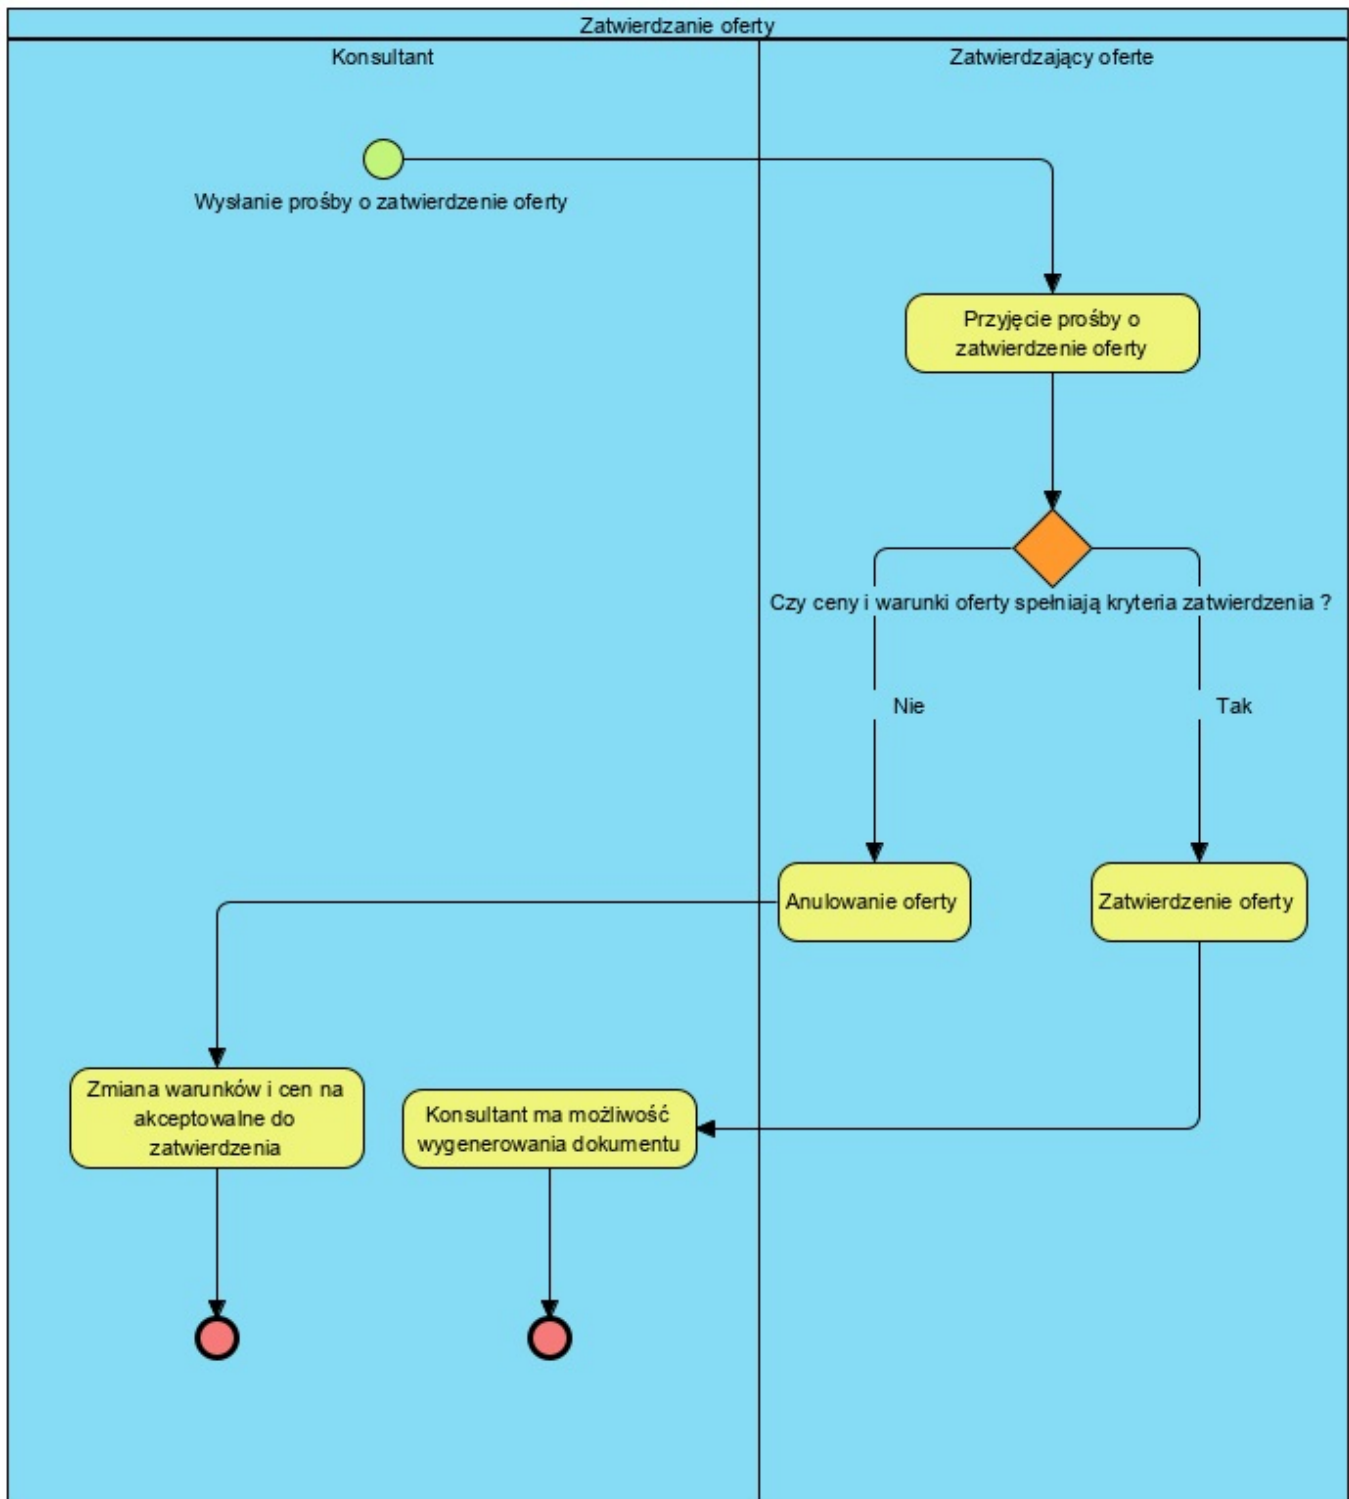 Zatwierdzanie oferty
Konsultant
Zatwierdzający oferte
Wysłanie prośby o zatwierdzenie oferty
Przyjęcie prośby o
zatwierdzenie oferty
Czy ceny i warunki oferty spełniają kryteria zatwierdzenia ?
Nie
Tak
Anulowanie oferty
Zatwierdzenie oferty
Zmiana warunków i cen na
akceptowalne do
zatwierdzenia
Konsultant ma możliwość
wygenerowania dokumentu